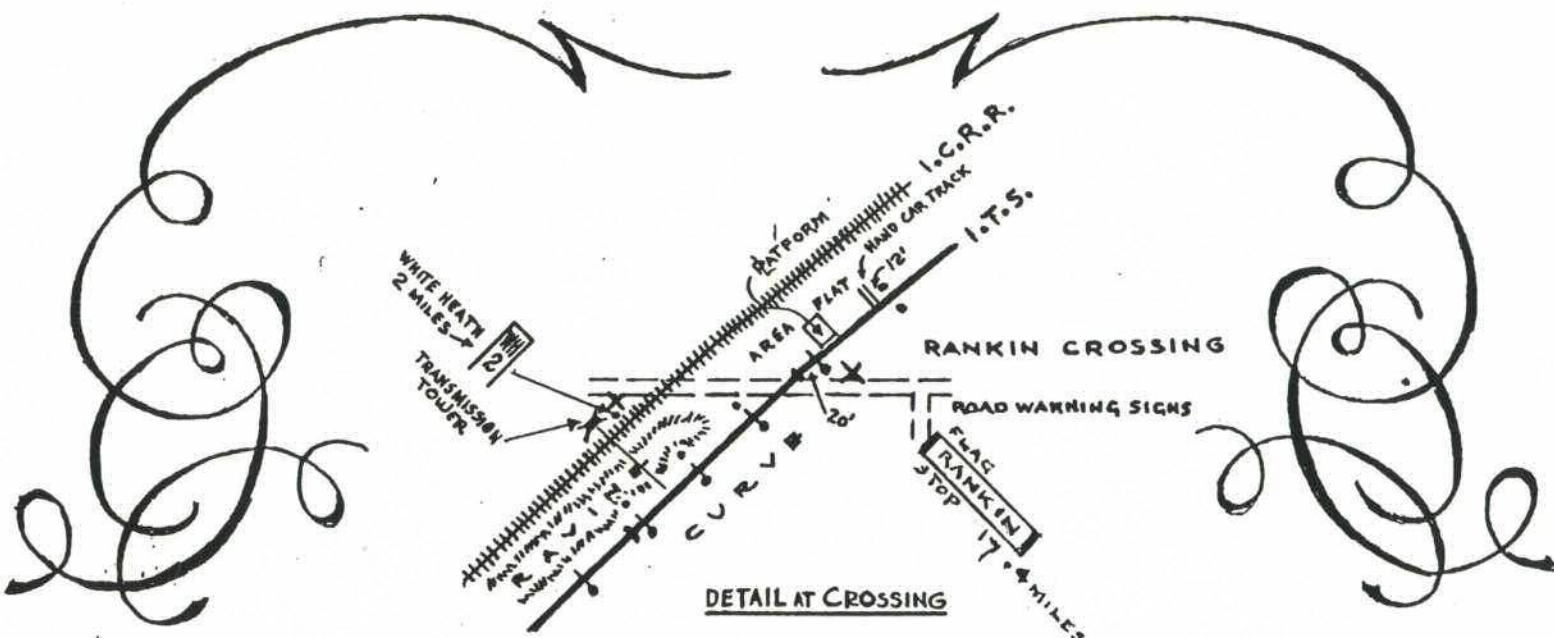 I.C.R.R.
HAND CAR TRACK
I.T.S.
PLATFORM
12'
FLAT
AREA
WHITE HEATH
2 MILES
WH
2
TRANSMISSION
TOWER
RANKIN CROSSING
20'
ROAD WARNING SIGNS
FLAG
RANKIN
STOP
17.4 MILES
CURVE
RAVINE
DETAIL AT CROSSING